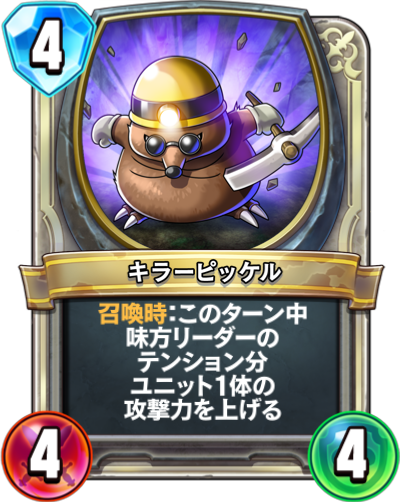 4
キラーピッケル
召喚時:このターン中
味方リーダーの
テンション分
ユニット1体の
攻撃力を上げる
4
4